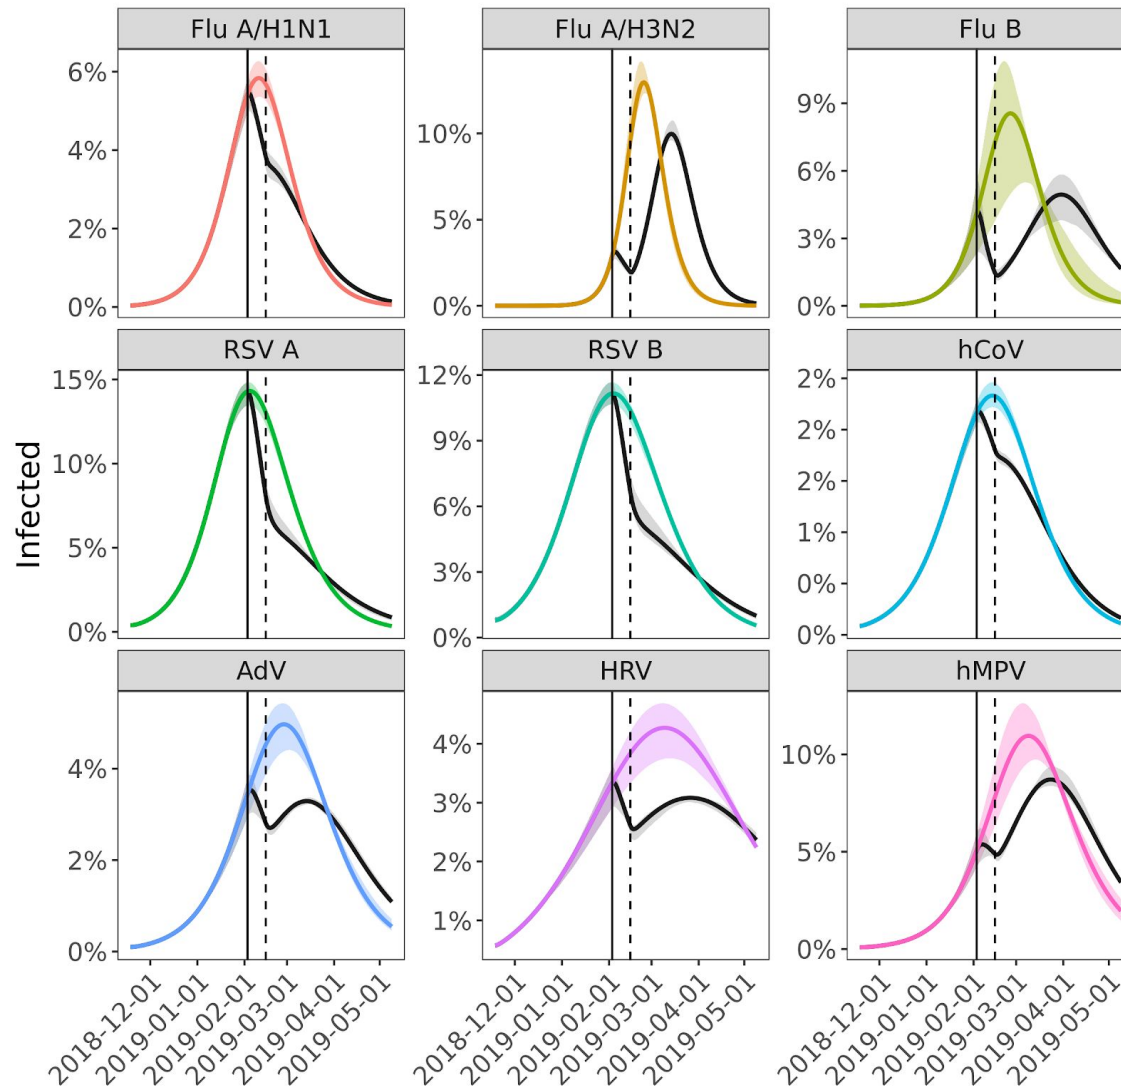 Flu A/H1N1 Flu A/H3N2 Flu B
6% 4% 2% 0%
10% 5% 0%
9% 6% 3% 0%
RSV A RSV B hCoV
15% 10% 5% 0%
12% 9% 6% 3% 0%
2% 2% 2% 1% 0% 0%
Infected
AdV HRV hMPV
4% 2% 0%
4% 3% 2% 1%
10% 5% 0%
2018-12-01 2019-01-01 2019-02-01 2019-03-01 2019-04-01 2019-05-01
2018-12-01 2019-01-01 2019-02-01 2019-03-01 2019-04-01 2019-05-01
2018-12-01 2019-01-01 2019-02-01 2019-03-01 2019-04-01 2019-05-01